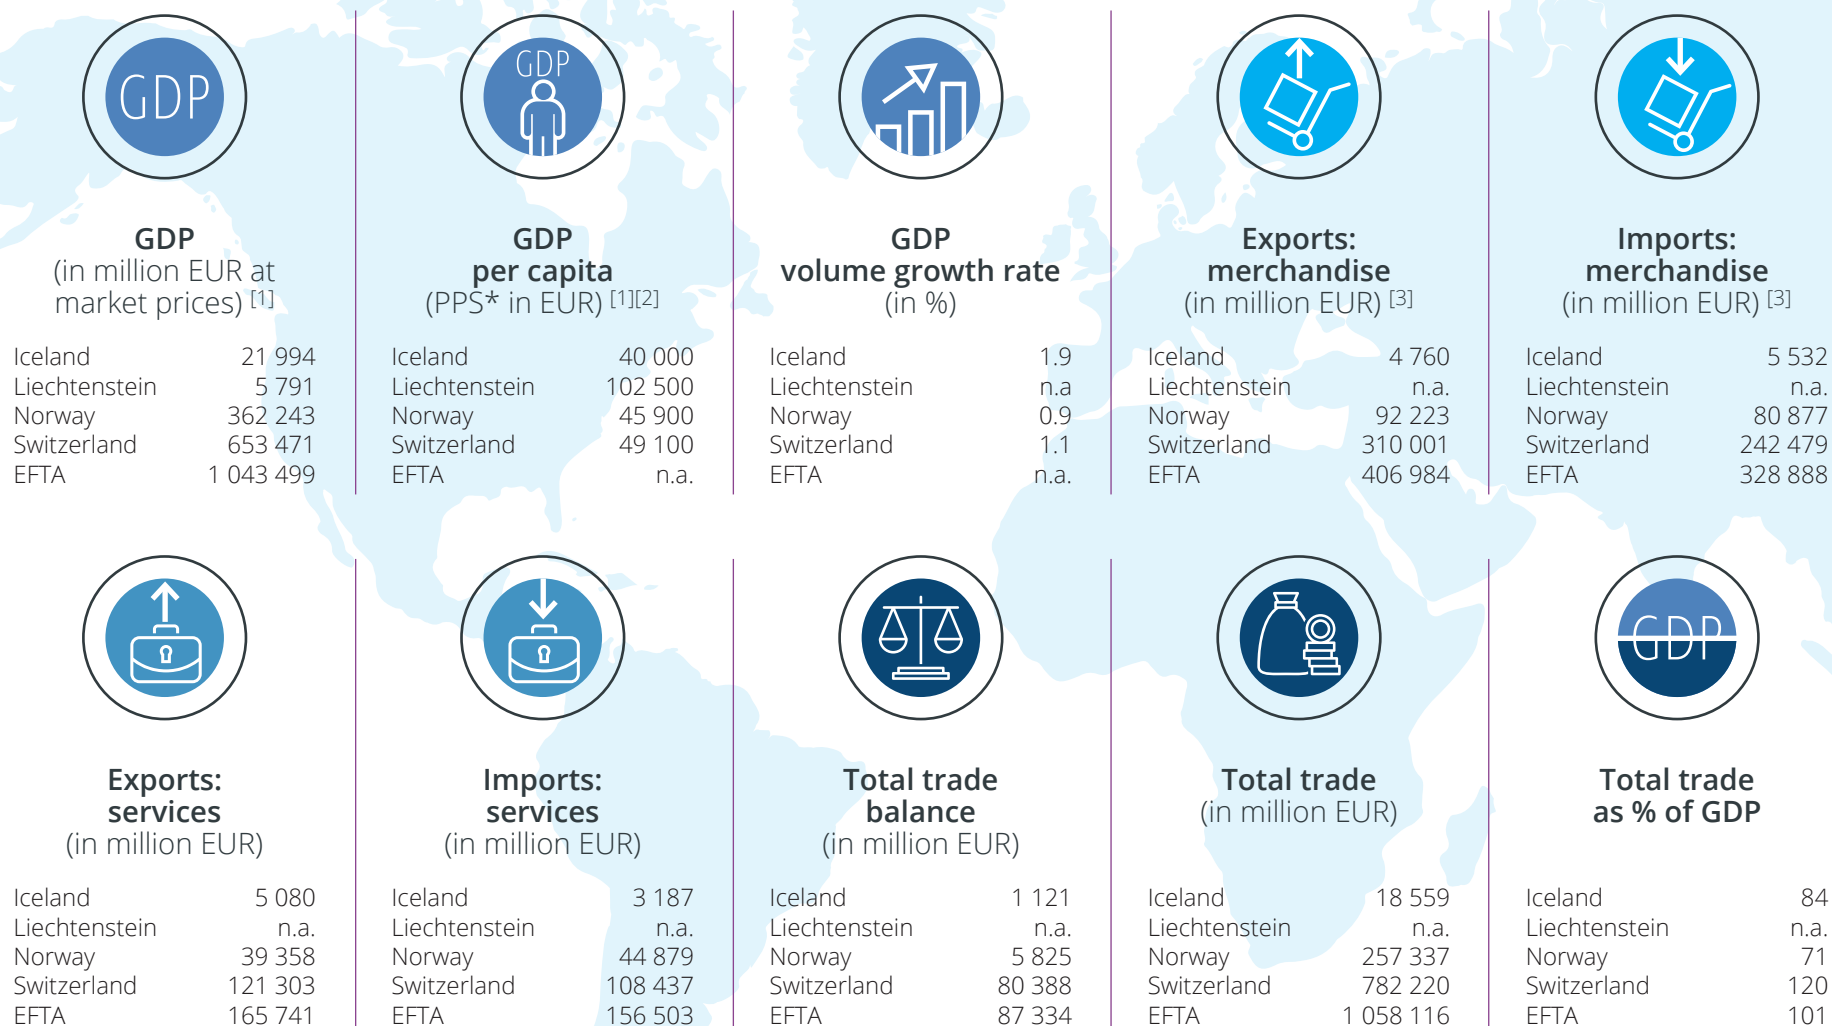 GDP
GDP
(in million EUR at
market prices) [1]
Iceland 21 994
Liechtenstein 5 791
Norway 362 243
Switzerland 653 471
EFTA 1 043 499
GDP
GDP
per capita
(PPS* in EUR) [1][2]
Iceland 40 000
Liechtenstein 102 500
Norway 45 900
Switzerland 49 100
EFTA n.a.
GDP
volume growth rate
(in %)
Iceland 1.9
Liechtenstein n.a
Norway 0.9
Switzerland 1.1
EFTA n.a.
Exports:
merchandise
(in million EUR) [3]
Iceland 4 760
Liechtenstein n.a.
Norway 92 223
Switzerland 310 001
EFTA 406 984
Imports:
merchandise
(in million EUR) [3]
Iceland 5 532
Liechtenstein n.a.
Norway 80 877
Switzerland 242 479
EFTA 328 888
Exports:
services
(in million EUR)
Iceland 5 080
Liechtenstein n.a.
Norway 39 358
Switzerland 121 303
EFTA 165 741
Imports:
services
(in million EUR)
Iceland 3 187
Liechtenstein n.a.
Norway 44 879
Switzerland 108 437
EFTA 156 503
Total trade
balance
(in million EUR)
Iceland 1 121
Liechtenstein n.a.
Norway 5 825
Switzerland 80 388
EFTA 87 334
Total trade
(in million EUR)
Iceland 18 559
Liechtenstein n.a.
Norway 257 337
Switzerland 782 220
EFTA 1 058 116
GDP
Total trade
as % of GDP
Iceland 84
Liechtenstein n.a.
Norway 71
Switzerland 120
EFTA 101